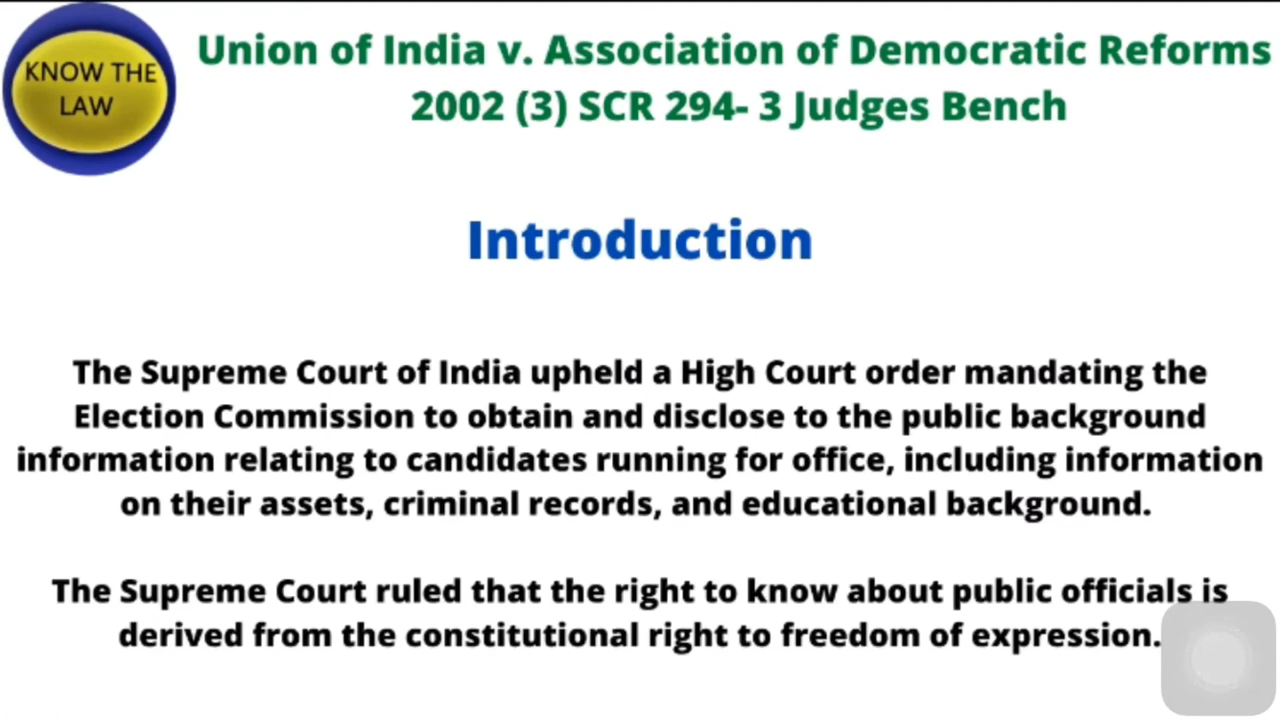 KNOW THE
LAW
Union of India v. Association of Democratic Reforms
2002 (3) SCR 294- 3 Judges Bench
Introduction
The Supreme Court of India upheld a High Court order mandating the
Election Commission to obtain and disclose to the public background
information relating to candidates running for office, including information
on their assets, criminal records, and educational background.
The Supreme Court ruled that the right to know about public officials is
derived from the constitutional right to freedom of expression.